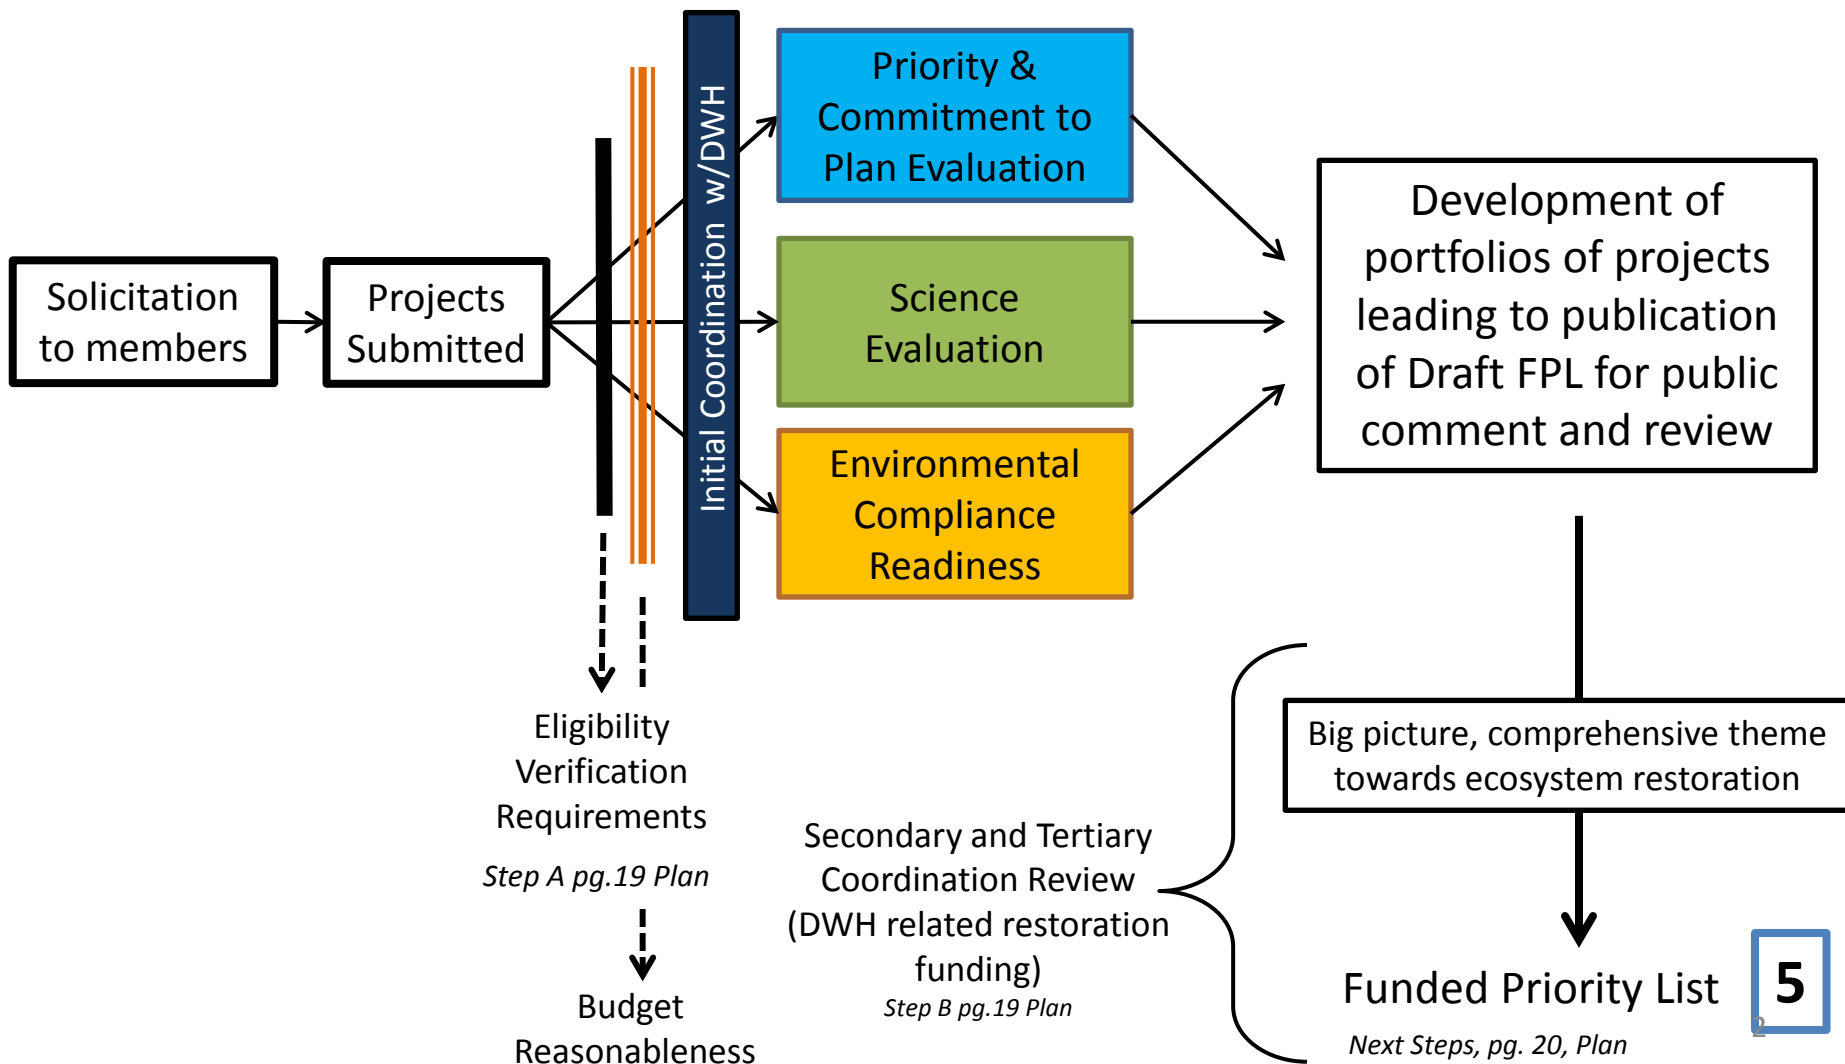 Solicitation
to members
Projects
Submitted
Initial Coordination w/DWH
Priority &
Commitment to
Plan Evaluation
Science
Evaluation
Environmental
Compliance
Readiness
Development of
portfolios of projects
leading to publication
of Draft FPL for public
comment and review
Eligibility
Verification
Requirements
Step A pg.19 Plan
Budget
Reasonableness
Secondary and Tertiary
Coordination Review
(DWH related restoration
funding)
Step B pg.19 Plan
Big picture, comprehensive theme
towards ecosystem restoration
Funded Priority List
Next Steps, pg. 20, Plan
5
2